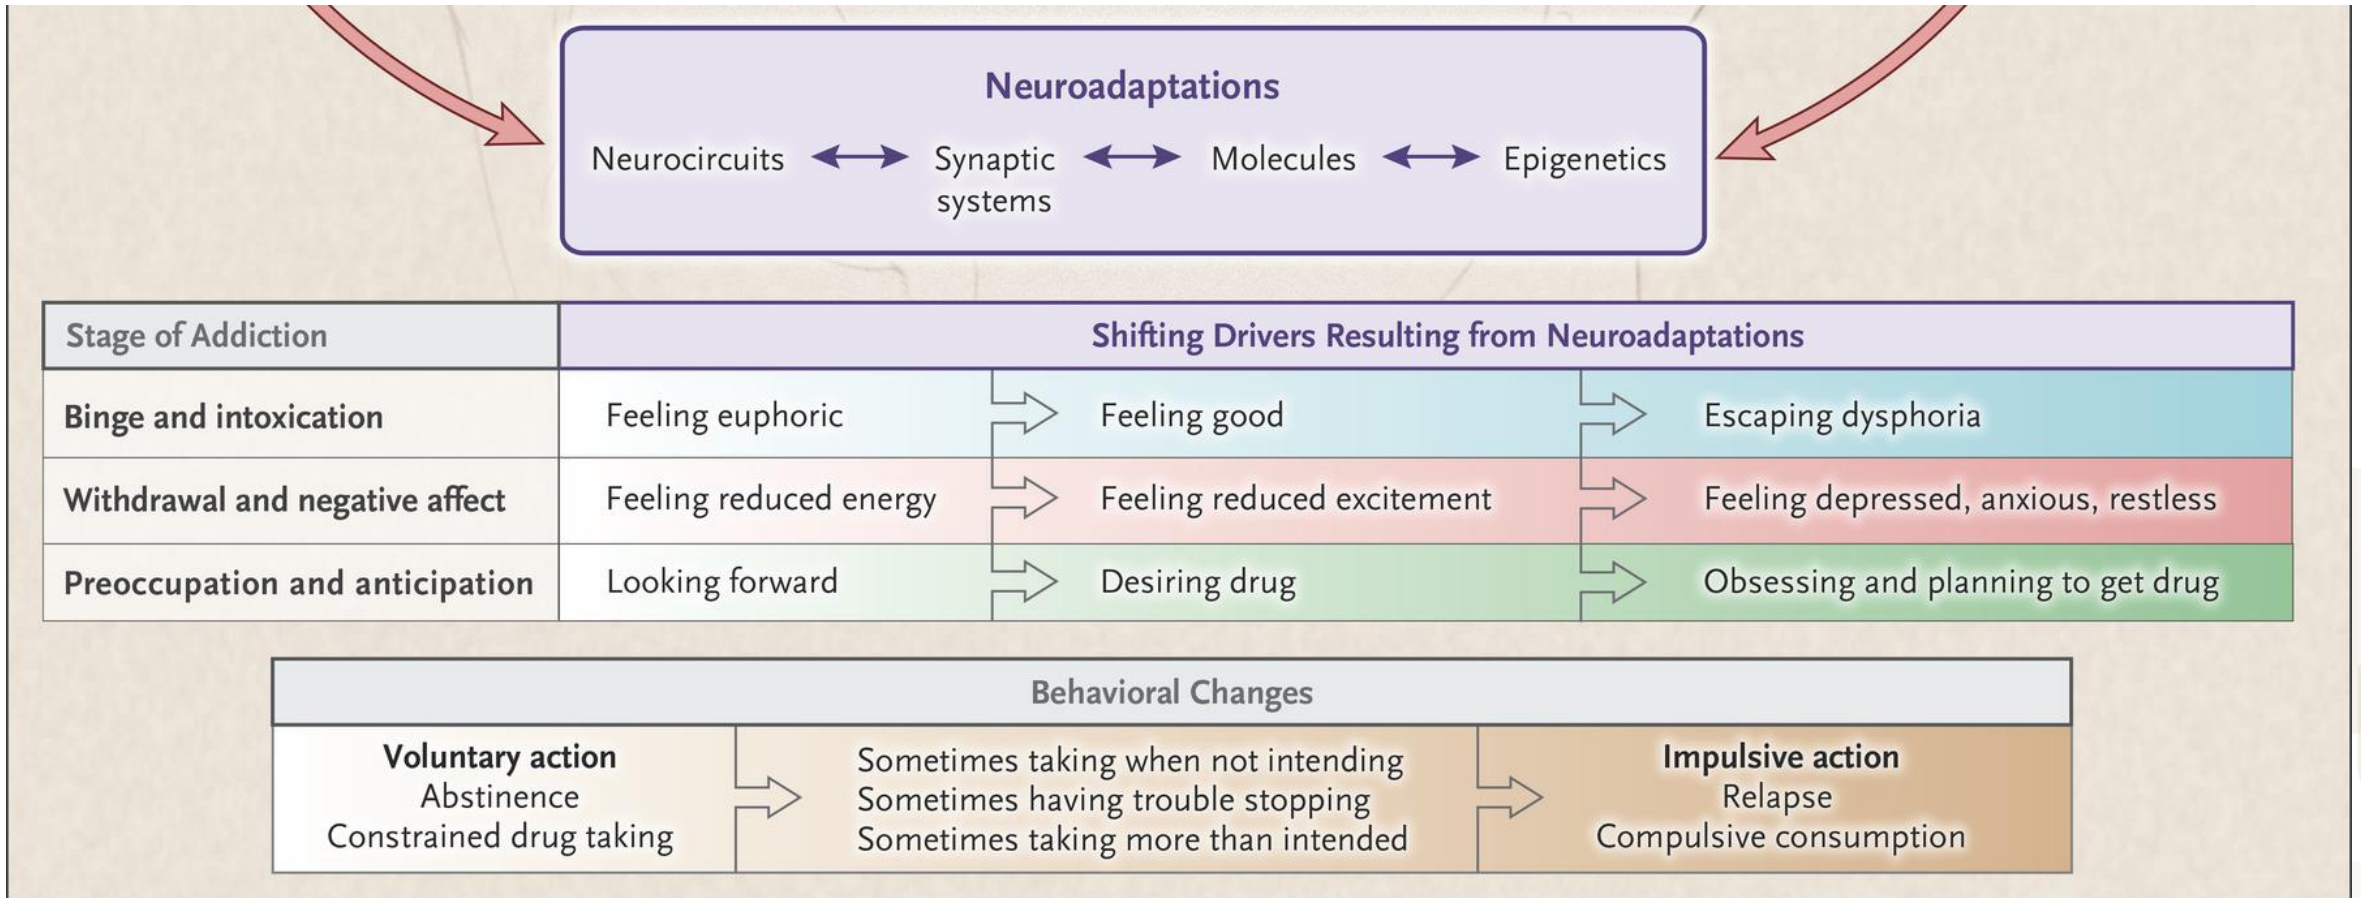 Neuroadaptations
Neurocircuits Synaptic Molecules Epigenetics
systems
Stage of Addiction Shifting Drivers Resulting from Neuroadaptations
Binge and intoxication Feeling euphoric Feeling good Escaping dysphoria
Withdrawal and negative affect Feeling reduced energy Feeling reduced excitement Feeling depressed, anxious, restless
Preoccupation and anticipation Looking forward Desiring drug Obsessing and planning to get drug
Behavioral Changes
Voluntary action
Abstinence
Constrained drug taking
Sometimes taking when not intending
Sometimes having trouble stopping
Sometimes taking more than intended
Impulsive action
Relapse
Compulsive consumption